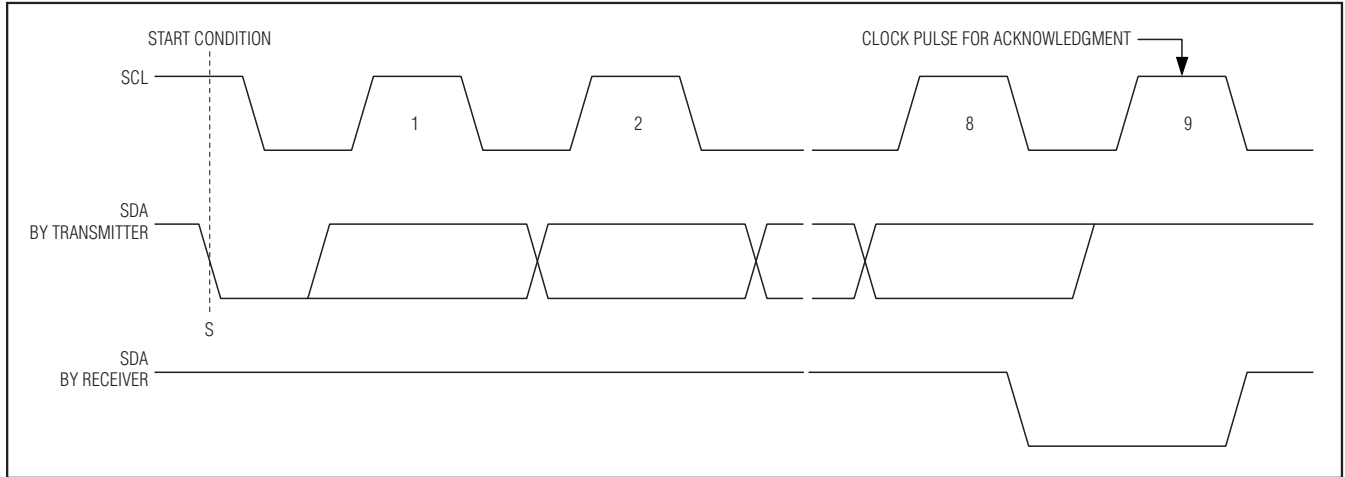 START CONDITION
CLOCK PULSE FOR ACKNOWLEDGMENT
SCL
1
2
8
9
SDA
BY TRANSMITTER
S
SDA
BY RECEIVER